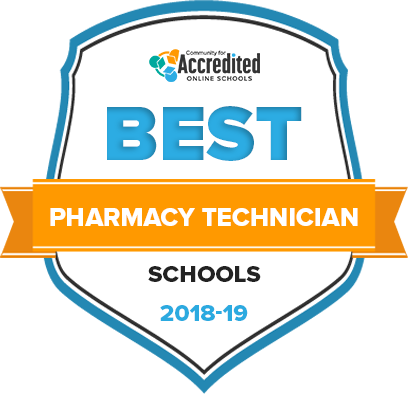 Community for
Accredited
ONLINE SCHOOLS
BEST
PHARMACY TECHNICIAN
SCHOOLS
2018-19